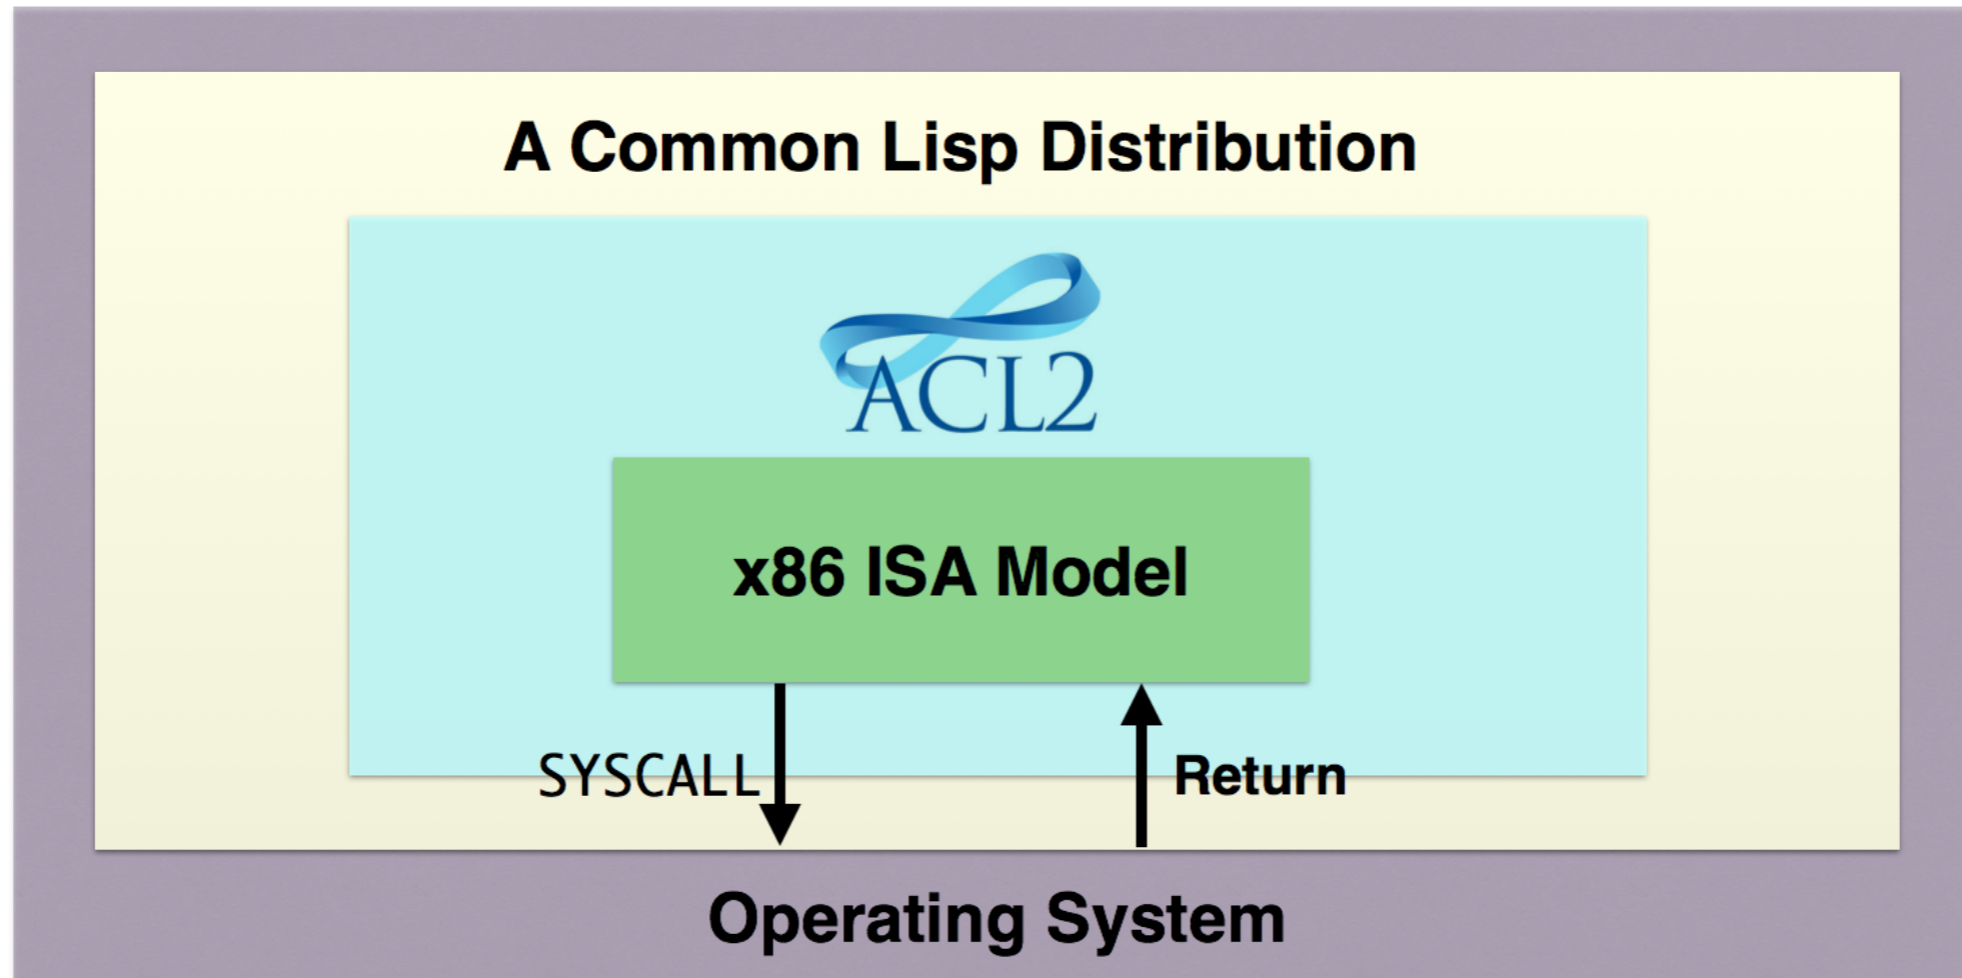 A Common Lisp Distribution
ACL2
x86 ISA Model
SYSCALL
Return
Operating System